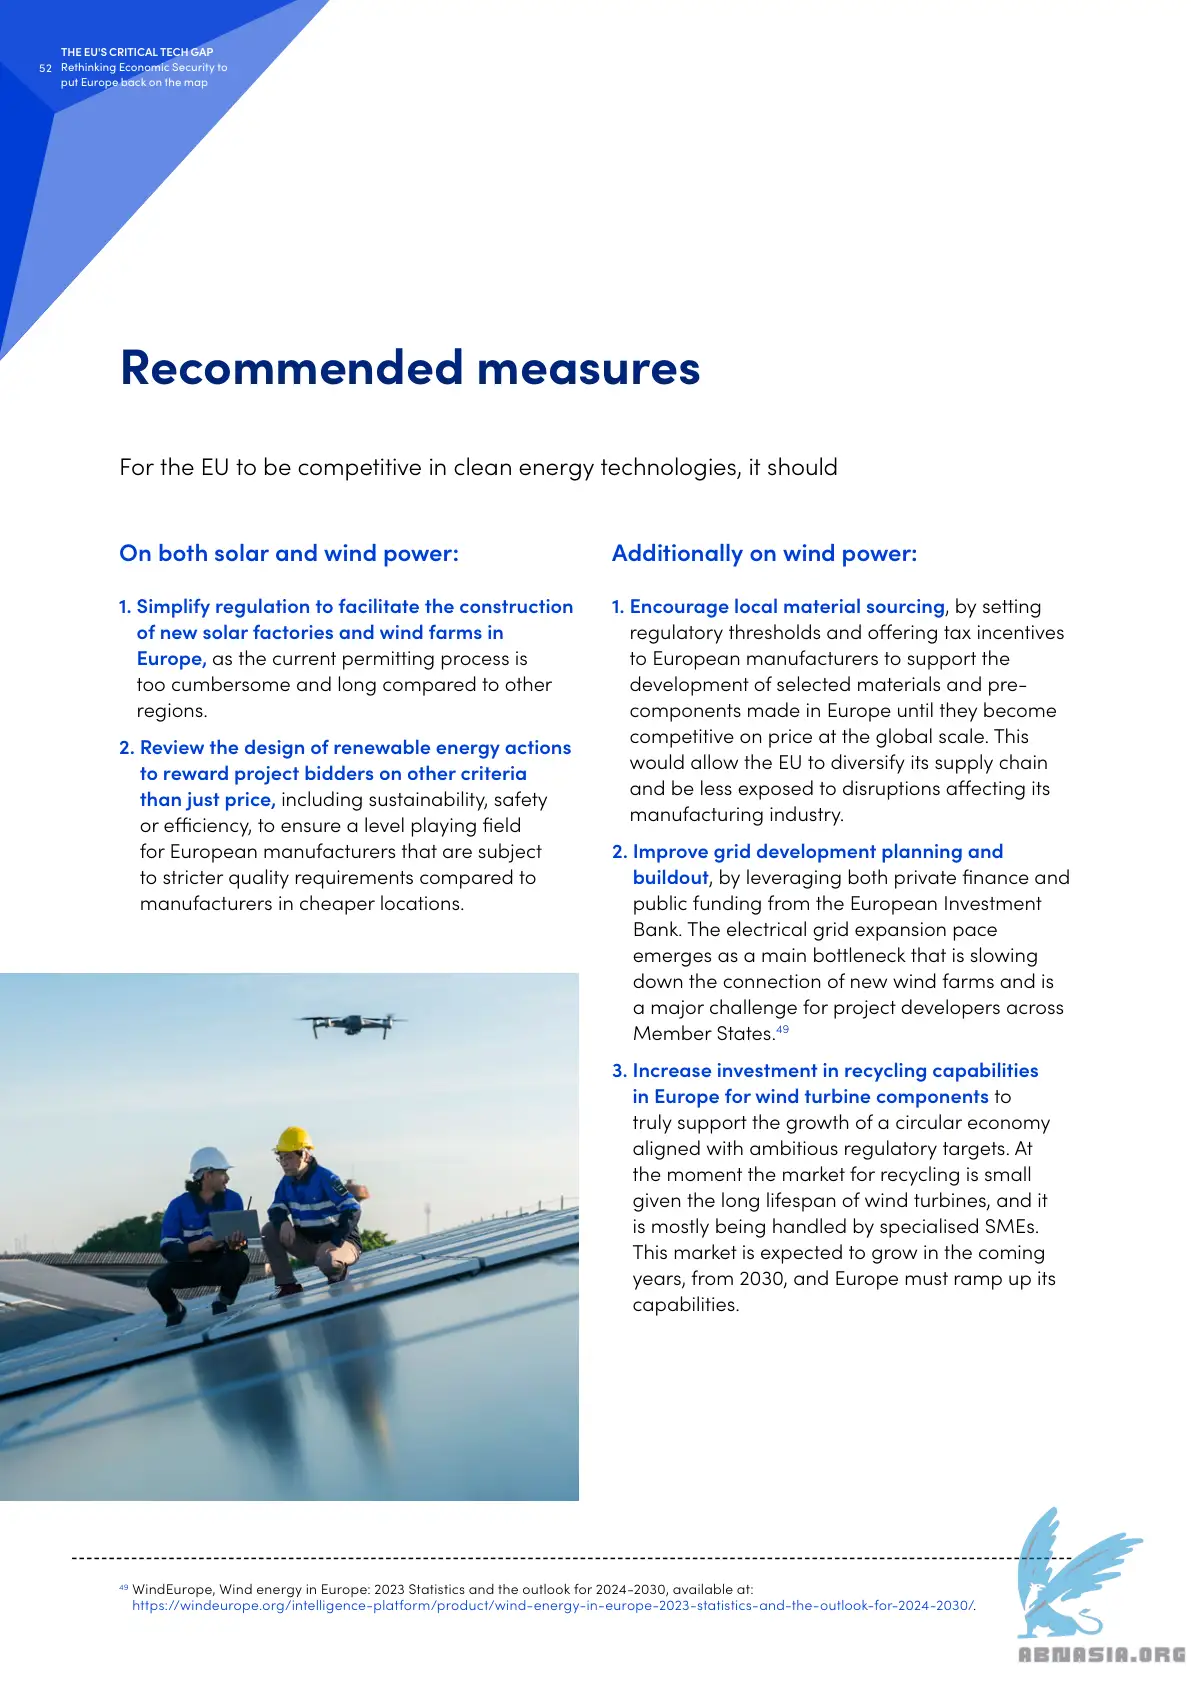 THE EU'S CRITICAL TECH GAP
52 Rethinking Economic Security to
put Europe back on the map
Recommended measures
For the EU to be competitive in clean energy technologies, it should
On both solar and wind power:
1. Simplify regulation to facilitate the construction
of new solar factories and wind farms in
Europe, as the current permitting process is
too cumbersome and long compared to other
regions.
2. Review the design of renewable energy actions
to reward project bidders on other criteria
than just price, including sustainability, safety
or efficiency, to ensure a level playing field
for European manufacturers that are subject
to stricter quality requirements compared to
manufacturers in cheaper locations.
Additionally on wind power:
1. Encourage local material sourcing, by setting
regulatory thresholds and offering tax incentives
to European manufacturers to support the
development of selected materials and pre-
components made in Europe until they become
competitive on price at the global scale. This
would allow the EU to diversify its supply chain
and be less exposed to disruptions affecting its
manufacturing industry.
2. Improve grid development planning and
buildout, by leveraging both private finance and
public funding from the European Investment
Bank. The electrical grid expansion pace
emerges as a main bottleneck that is slowing
down the connection of new wind farms and is
a major challenge for project developers across
Member States.49
3. Increase investment in recycling capabilities
in Europe for wind turbine components to
truly support the growth of a circular economy
aligned with ambitious regulatory targets. At
the moment the market for recycling is small
given the long lifespan of wind turbines, and it
is mostly being handled by specialised SMEs.
This market is expected to grow in the coming
years, from 2030, and Europe must ramp up its
capabilities.
49 WindEurope, Wind energy in Europe: 2023 Statistics and the outlook for 2024-2030, available at:
https://windeurope.org/intelligence-platform/product/wind-energy-in-europe-2023-statistics-and-the-outlook-for-2024-2030/.
ABNASIA.ORG